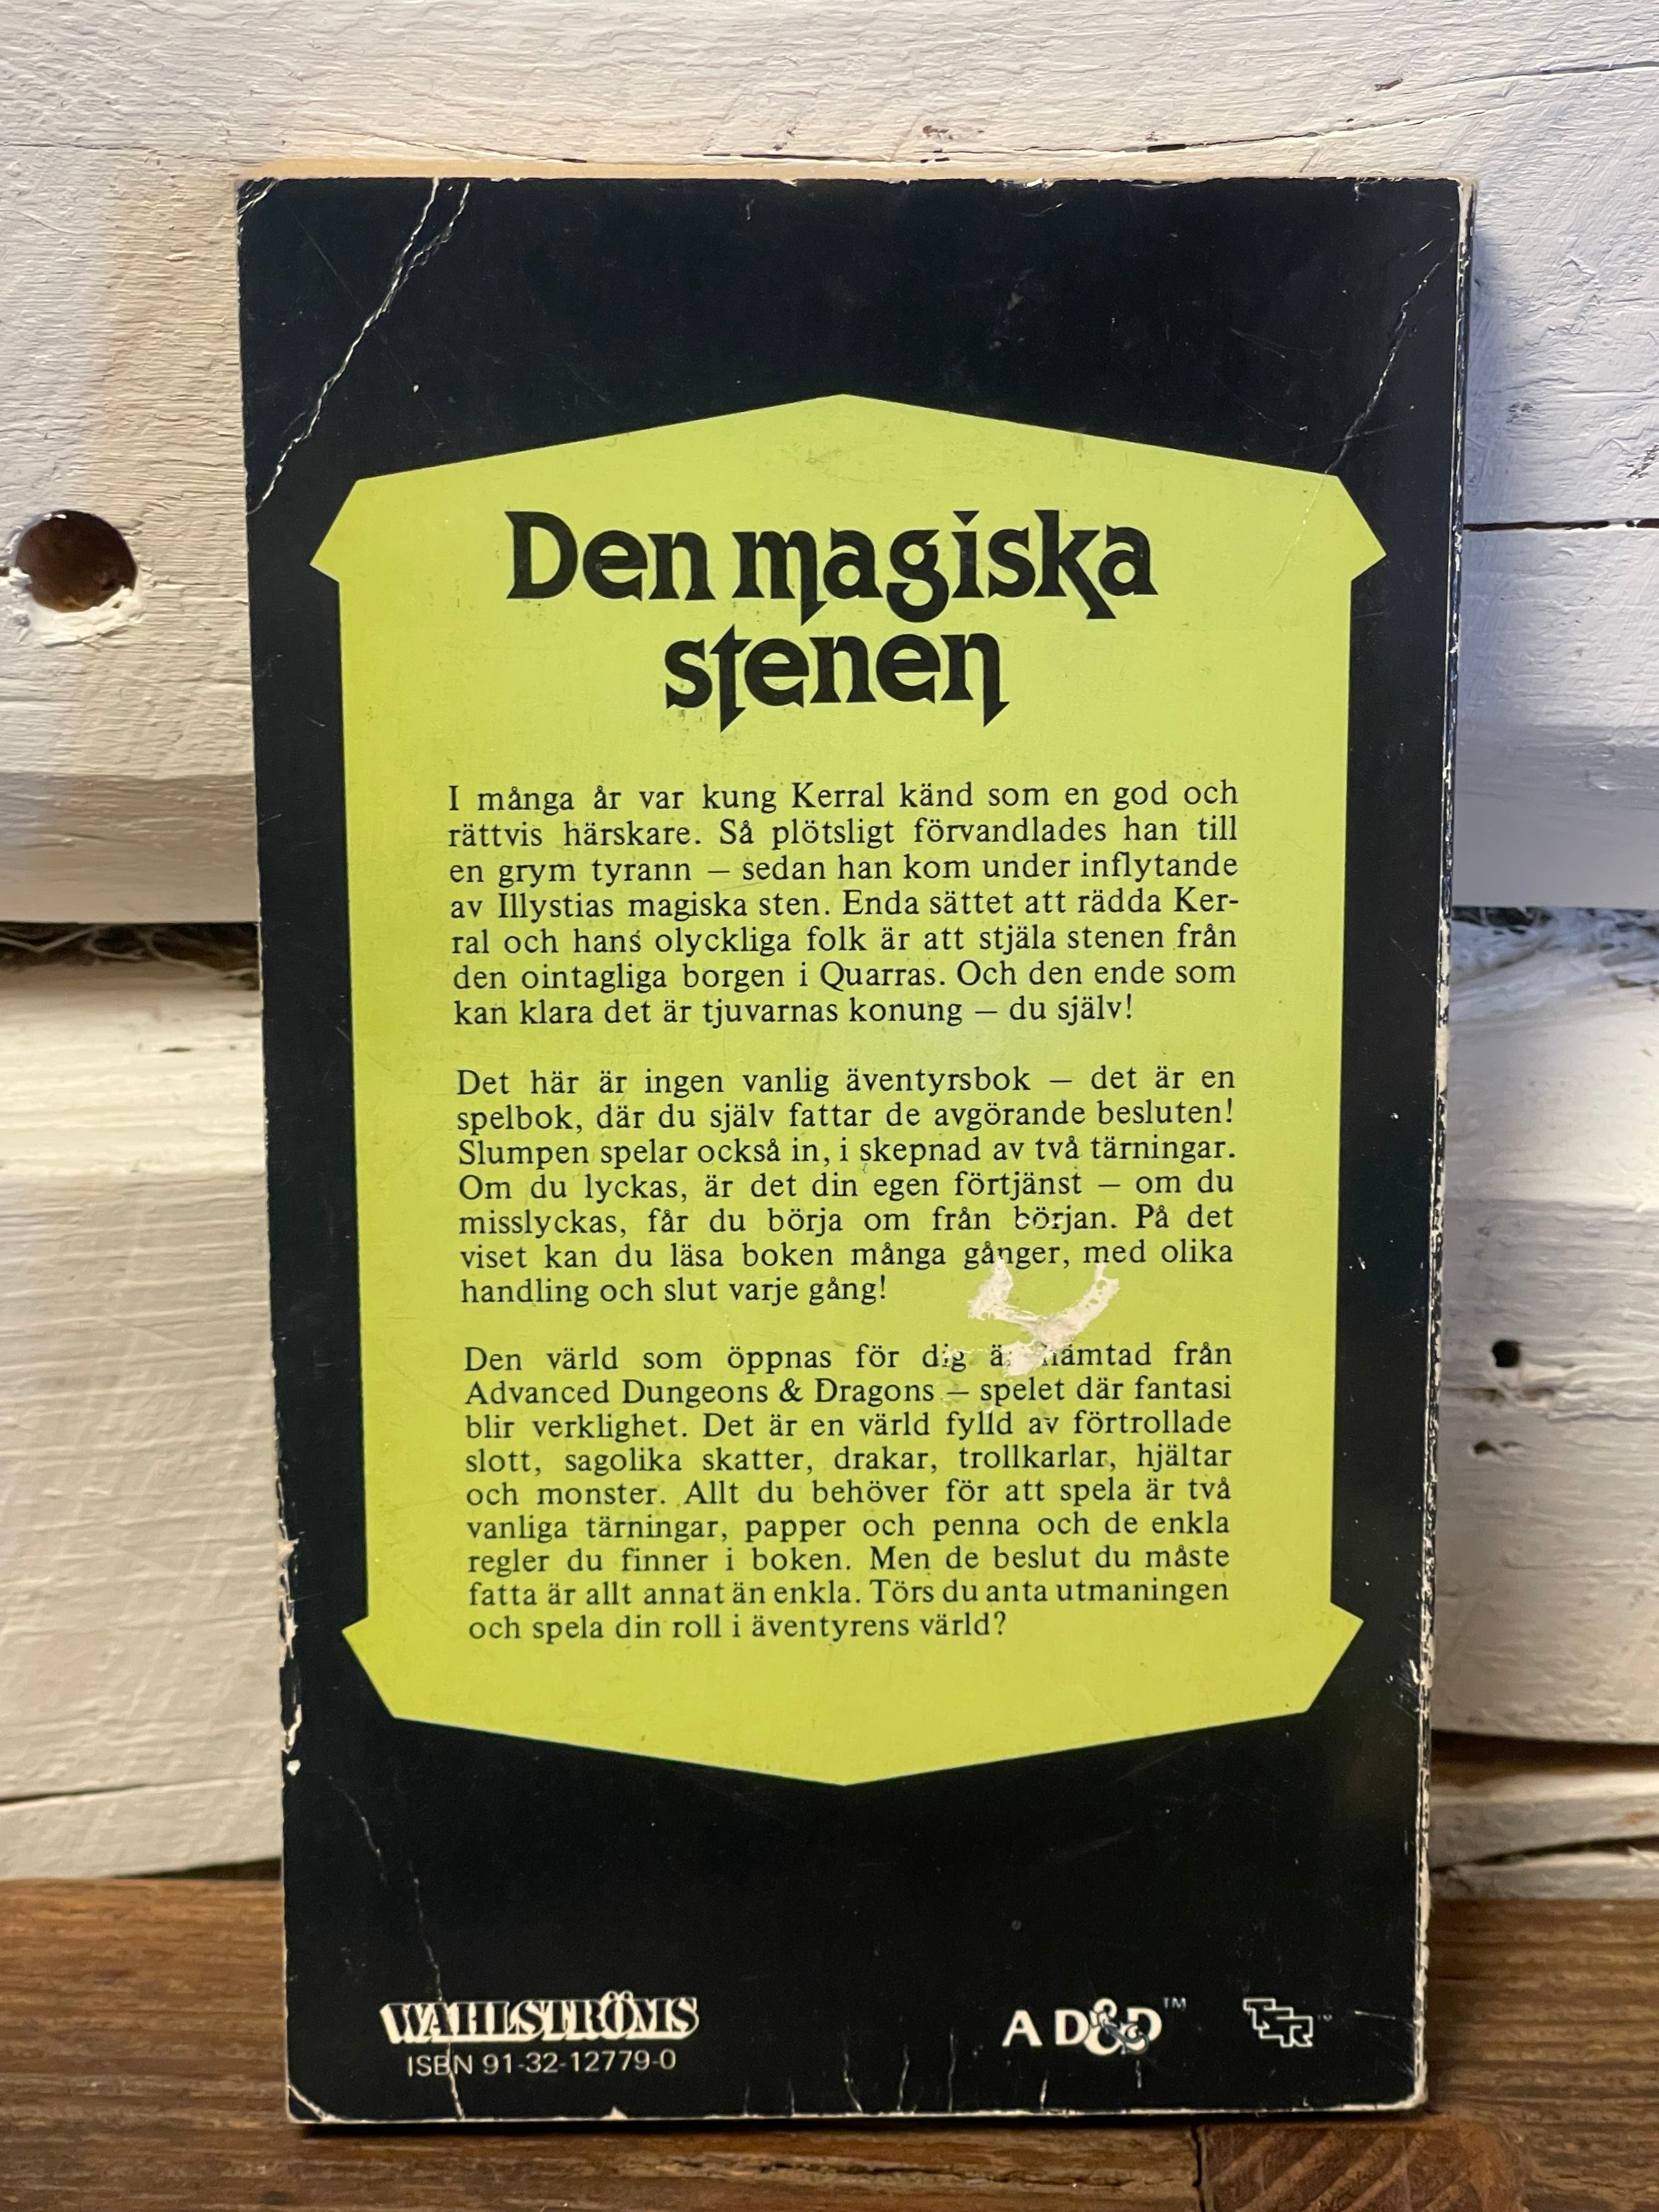 Den magiska
stenen
I många år var kung Kerral känd som en god och
rättvis härskare. Så plötsligt förvandlades han till
en grym tyrann – sedan han kom under inflytande
av Illystias magiska sten. Enda sättet att rädda Ker-
ral och hans olyckliga folk är att stjäla stenen från
den ointagliga borgen i Quarras. Och den ende som
kan klara det är tjuvarnas konung – du själv!
Det här är ingen vanlig äventyrsbok – det är en
spelbok, där du själv fattar de avgörande besluten!
Slumpen spelar också in, i skepnad av två tärningar.
Om du lyckas, är det din egen förtjänst – om du
misslyckas, får du börja om från början. På det
viset kan du läsa boken många gånger, med olika
handling och slut varje gång!
Den värld som öppnas för dig är hämtad från
Advanced Dungeons & Dragons – spelet där fantasi
blir verklighet. Det är en värld fylld av förtrollade
slott, sagolika skatter, drakar, trollkarlar, hjältar
och monster. Allt du behöver för att spela är två
vanliga tärningar, papper och penna och de enkla
regler du finner i boken. Men de beslut du måste
fatta är allt annat än enkla. Törs du anta utmaningen
och spela din roll i äventyrens värld?
WAHLSTRÖMS
ISBN 91-32-12779-0
A D&D™
TSR™